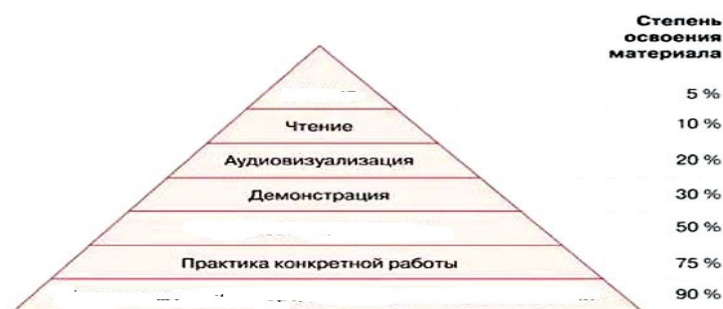 Степень
освоения
материала
5 %
Чтение 10 %
Аудиовизуализация 20 %
Демонстрация 30 %
50 %
Практика конкретной работы 75 %
90 %